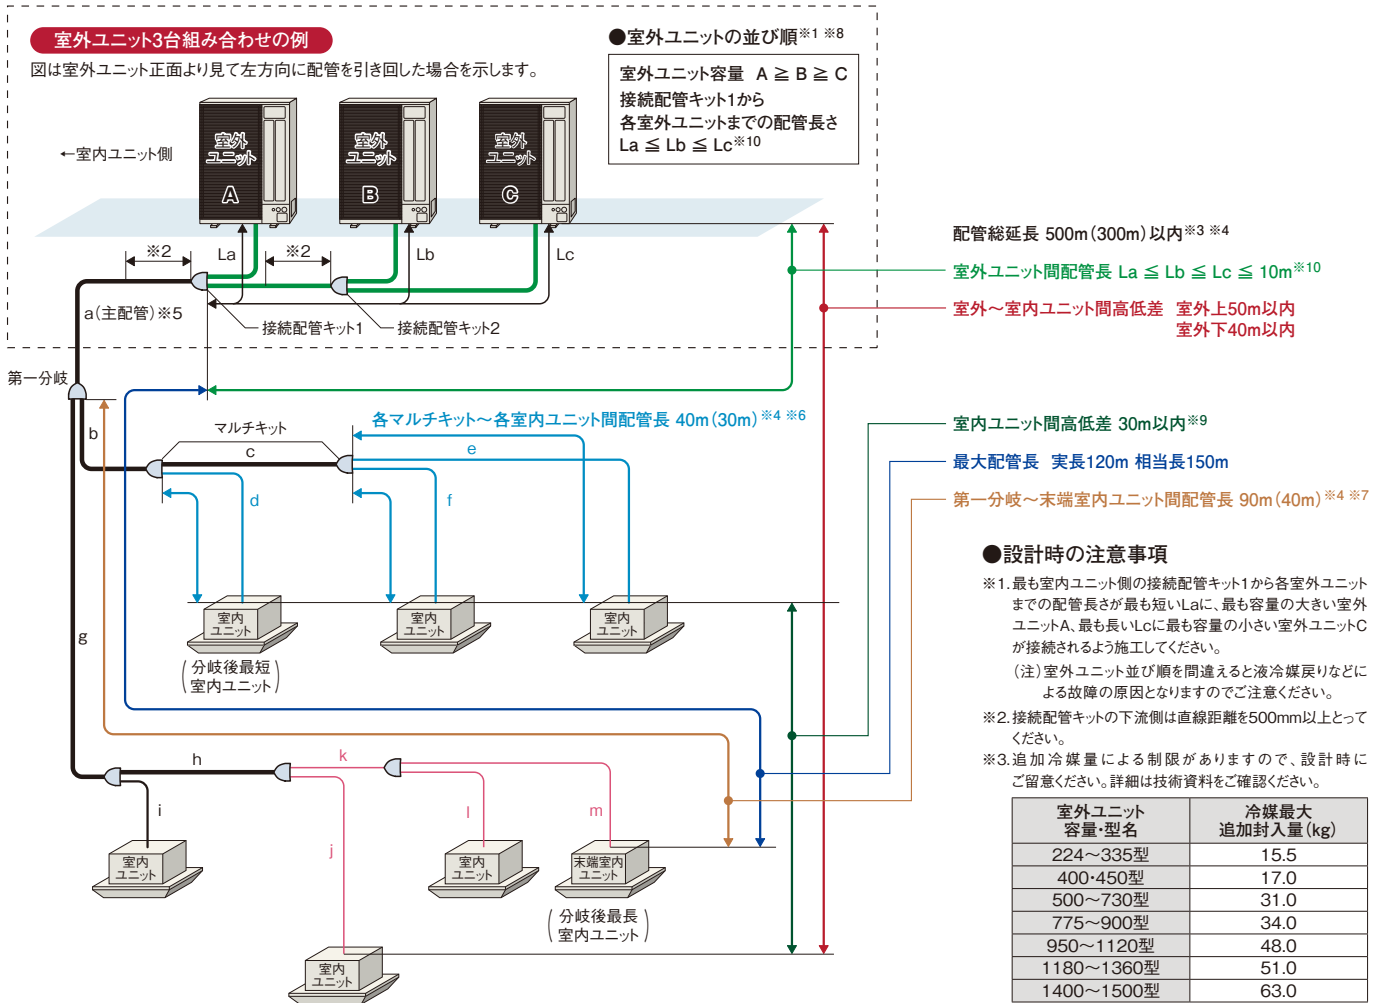 室外ユニット3台組み合わせの例
図は室外ユニット正面より見て左方向に配管を引き回した場合を示します。
●室外ユニットの並び順※1 ※8
室外ユニット容量 A ≧ B ≧ C
接続配管キット1から
各室外ユニットまでの配管長さ
La ≦ Lb ≦ Lc※10
←室内ユニット側
室外
ユニット
A
室外
ユニット
B
室外
ユニット
C
※2
La
※2
Lb
Lc
a(主配管)※5
接続配管キット1
接続配管キット2
第一分岐
配管総延長 500m(300m)以内※3 ※4
室外ユニット間配管長 La ≦ Lb ≦ Lc ≦ 10m※10
室外~室内ユニット間高低差 室外上50m以内
室外下40m以内
各マルチキット~各室内ユニット間配管長 40m(30m)※4 ※6
室内ユニット間高低差 30m以内※9
最大配管長 実長120m 相当長150m
第一分岐~末端室内ユニット間配管長 90m(40m)※4 ※7
b
マルチキット
c
d
e
f
g
室内
ユニット
(分岐後最短
室内ユニット)
室内
ユニット
室内
ユニット
h
i
j
k
l
m
室内
ユニット
室内
ユニット
末端室内
ユニット
(分岐後最長
室内ユニット)
室内
ユニット
●設計時の注意事項
※1.最も室内ユニット側の接続配管キット1から各室外ユニット
までの配管長さが最も短いLaに、最も容量の大きい室外
ユニットA、最も長いLcに最も容量の小さい室外ユニットC
が接続されるよう施工してください。
(注)室外ユニット並び順を間違えると液冷媒戻りなどに
よる故障の原因となりますのでご注意ください。
※2.接続配管キットの下流側は直線距離を500mm以上とって
ください。
※3.追加冷媒量による制限がありますので、設計時に
ご留意ください。詳細は技術資料をご確認ください。
室外ユニット
容量・型名
冷媒最大
追加封入量(kg)
224~335型 15.5
400・450型 17.0
500~730型 31.0
775~900型 34.0
950~1120型 48.0
1180~1360型 51.0
1400~1500型 63.0